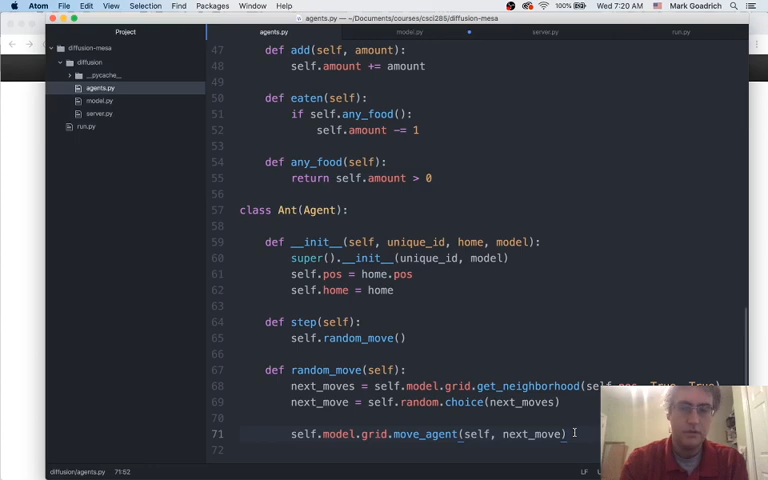 Atom File Edit View Selection Find Packages Window Help 100% Wed 7:20 AM Mark Goadrich
agents.py — ~/Documents/courses/csci285/diffusion-mesa
Project agents.py model.py server.py run.py
diffusion-mesa
diffusion
__pycache__
agents.py
model.py
server.py
run.py
47 def add(self, amount):
48 self.amount += amount
49
50 def eaten(self):
51 if self.any_food():
52 self.amount -= 1
53
54 def any_food(self):
55 return self.amount > 0
56
57 class Ant(Agent):
58
59 def __init__(self, unique_id, home, model):
60 super().__init__(unique_id, model)
61 self.pos = home.pos
62 self.home = home
63
64 def step(self):
65 self.random_move()
66
67 def random_move(self):
68 next_moves = self.model.grid.get_neighborhood(self.pos, True, True)
69 next_move = self.random.choice(next_moves)
70
71 self.model.grid.move_agent(self, next_move)
72
diffusion/agents.py 71:52 LF